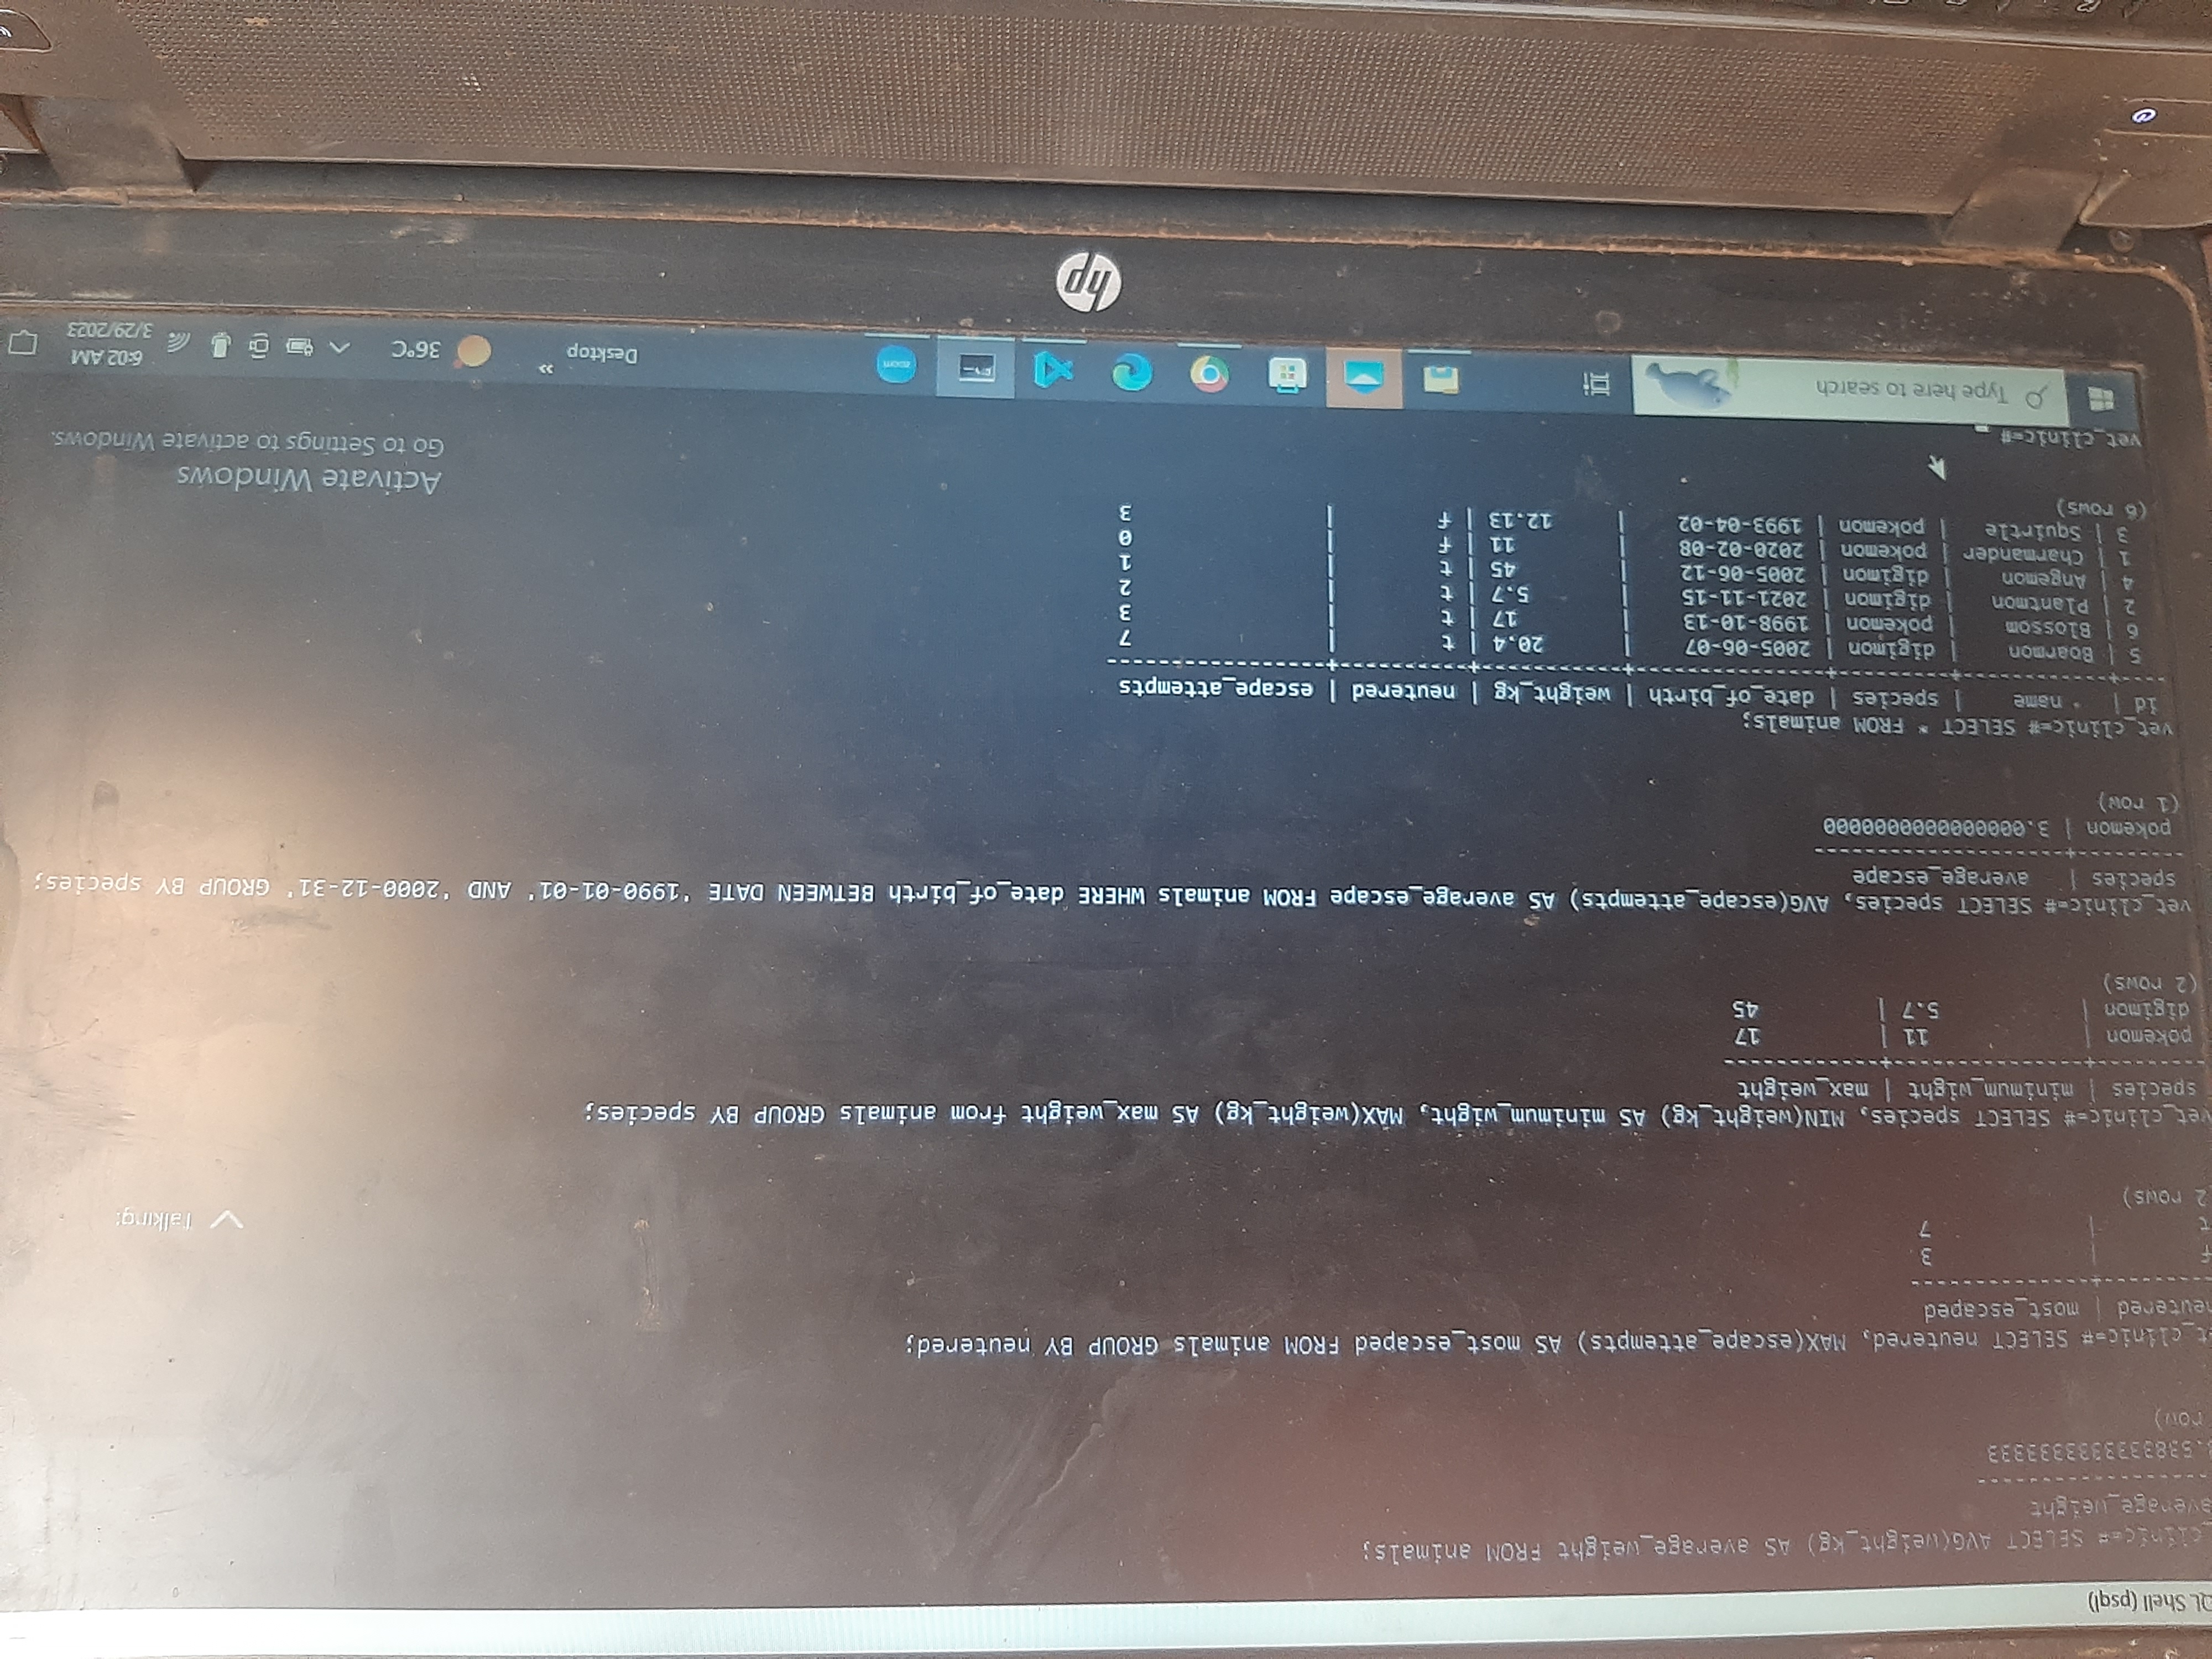 QL Shell (psql)
_clinic=# SELECT AVG(weight_kg) AS average_weight FROM animals;
average_weight
------------------
.5383333333333333
row)
et_clinic=# SELECT neutered, MAX(escape_attempts) AS most_escaped FROM animals GROUP BY neutered;
neutered | most_escaped
----------+--------------
f | 3
t | 7
2 rows)
vet_clinic=# SELECT species, MIN(weight_kg) AS minimum_wight, MAX(weight_kg) AS max_weight from animals GROUP BY species;
species | minimum_wight | max_weight
---------+---------------+------------
pokemon | 11 | 17
digimon | 5.7 | 45
(2 rows)
vet_clinic=# SELECT species, AVG(escape_attempts) AS average_escape FROM animals WHERE date_of_birth BETWEEN DATE '1990-01-01' AND '2000-12-31' GROUP BY species;
species | average_escape
---------+--------------------
pokemon | 3.0000000000000000
(1 row)
vet_clinic=# SELECT * FROM animals;
id | name | species | date_of_birth | weight_kg | neutered | escape_attempts
----+------------+---------+---------------+-----------+----------+-----------------
5 | Boarmon | digimon | 2005-06-07 | 20.4 | t | 7
6 | Blossom | pokemon | 1998-10-13 | 17 | t | 3
2 | Plantmon | digimon | 2021-11-15 | 5.7 | t | 2
4 | Angemon | digimon | 2005-06-12 | 45 | t | 1
1 | Charmander | pokemon | 2020-02-08 | 11 | f | 0
3 | Squirtle | pokemon | 1993-04-02 | 12.13 | f | 3
(6 rows)
vet_clinic=# _
Talking:
Activate Windows
Go to Settings to activate Windows.
Type here to search
zoom
Desktop
36°C
6:02 AM
3/29/2023
hp